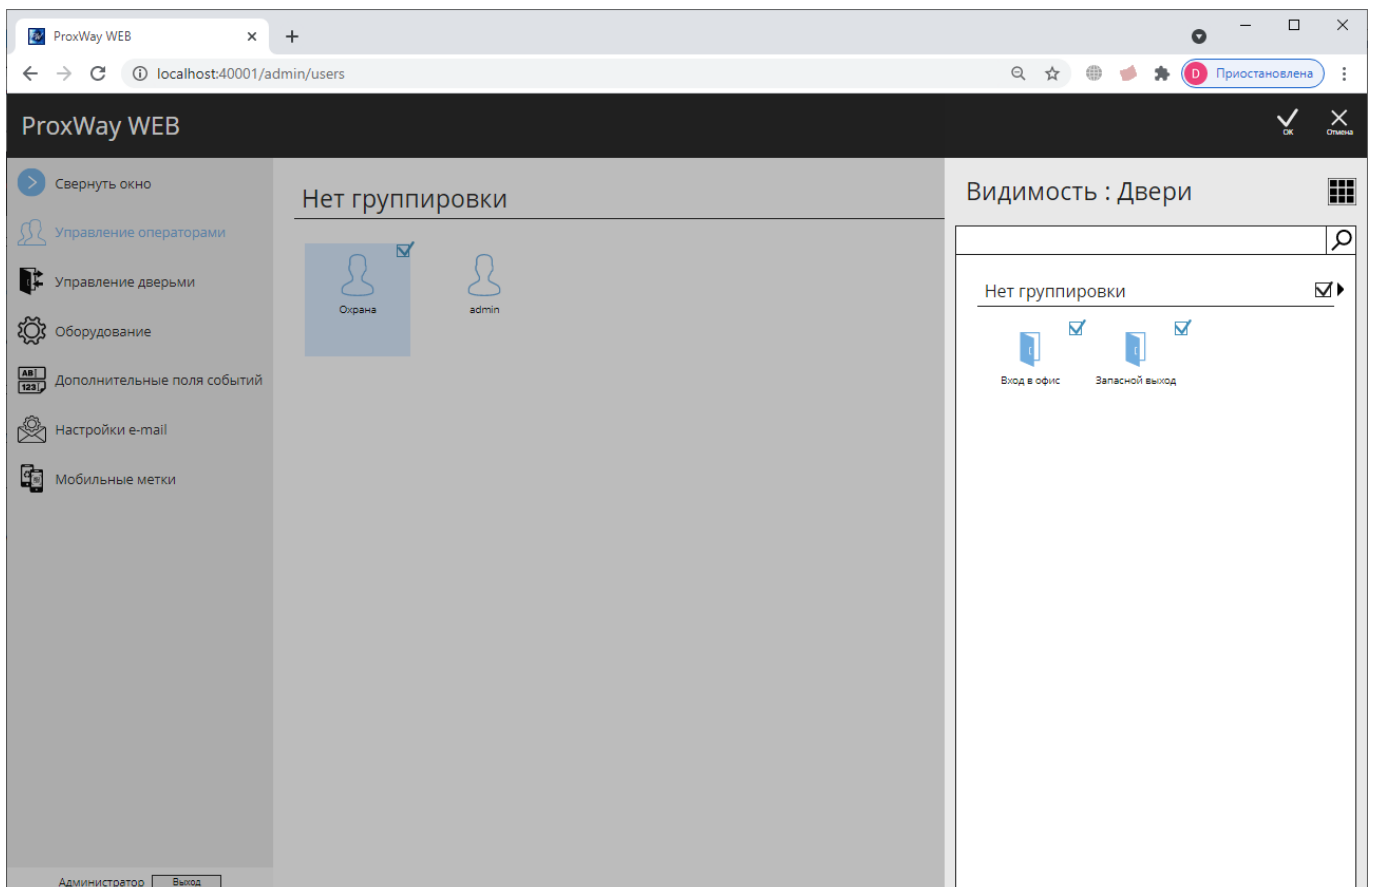 ProxWay WEB
localhost:40001/admin/users
D
Приостановлена
ProxWay WEB
OK
Отмена
Свернуть окно
Управление операторами
Управление дверьми
Оборудование
AB
123
Дополнительные поля событий
Настройки e-mail
Мобильные метки
Администратор
Выход
Нет группировки
Охрана
admin
Видимость : Двери
Нет группировки
Вход в офис
Запасной выход